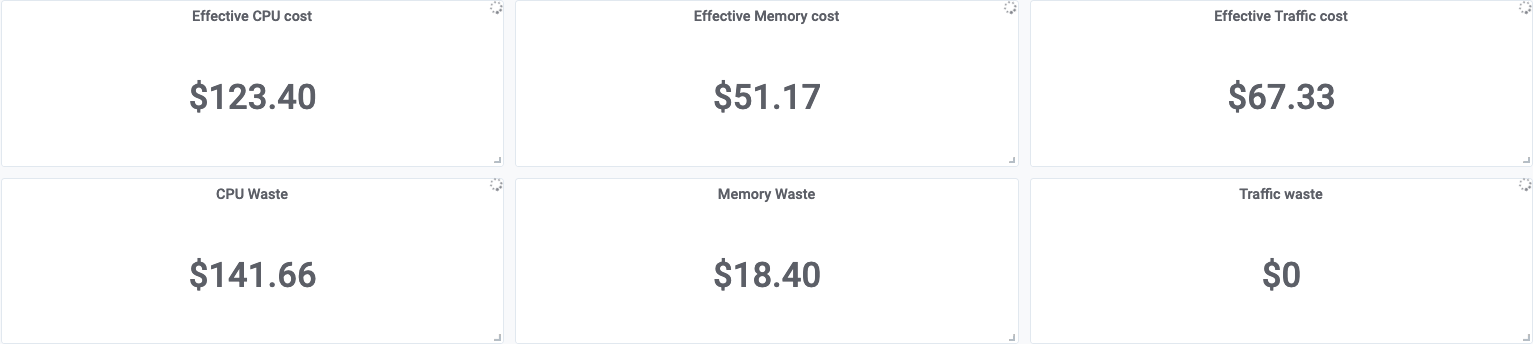 Effective CPU cost
Effective Memory cost
Effective Traffic cost
$123.40
$51.17
$67.33
CPU Waste
Memory Waste
Traffic waste
$141.66
$18.40
$0